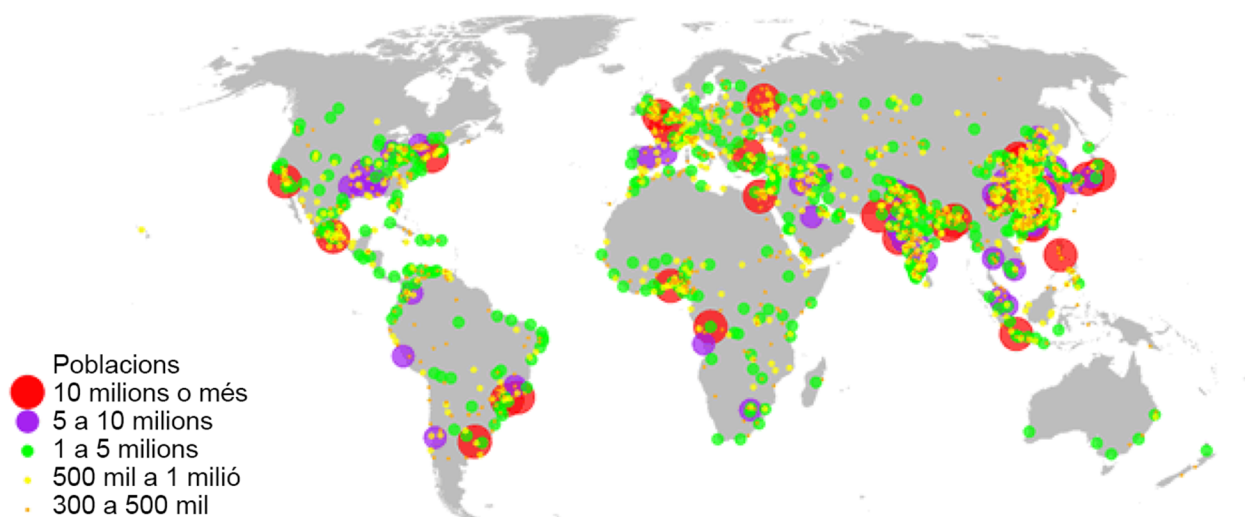 Poblacions
10 milions o més
5 a 10 milions
1 a 5 milions
500 mil a 1 milió
300 a 500 mil